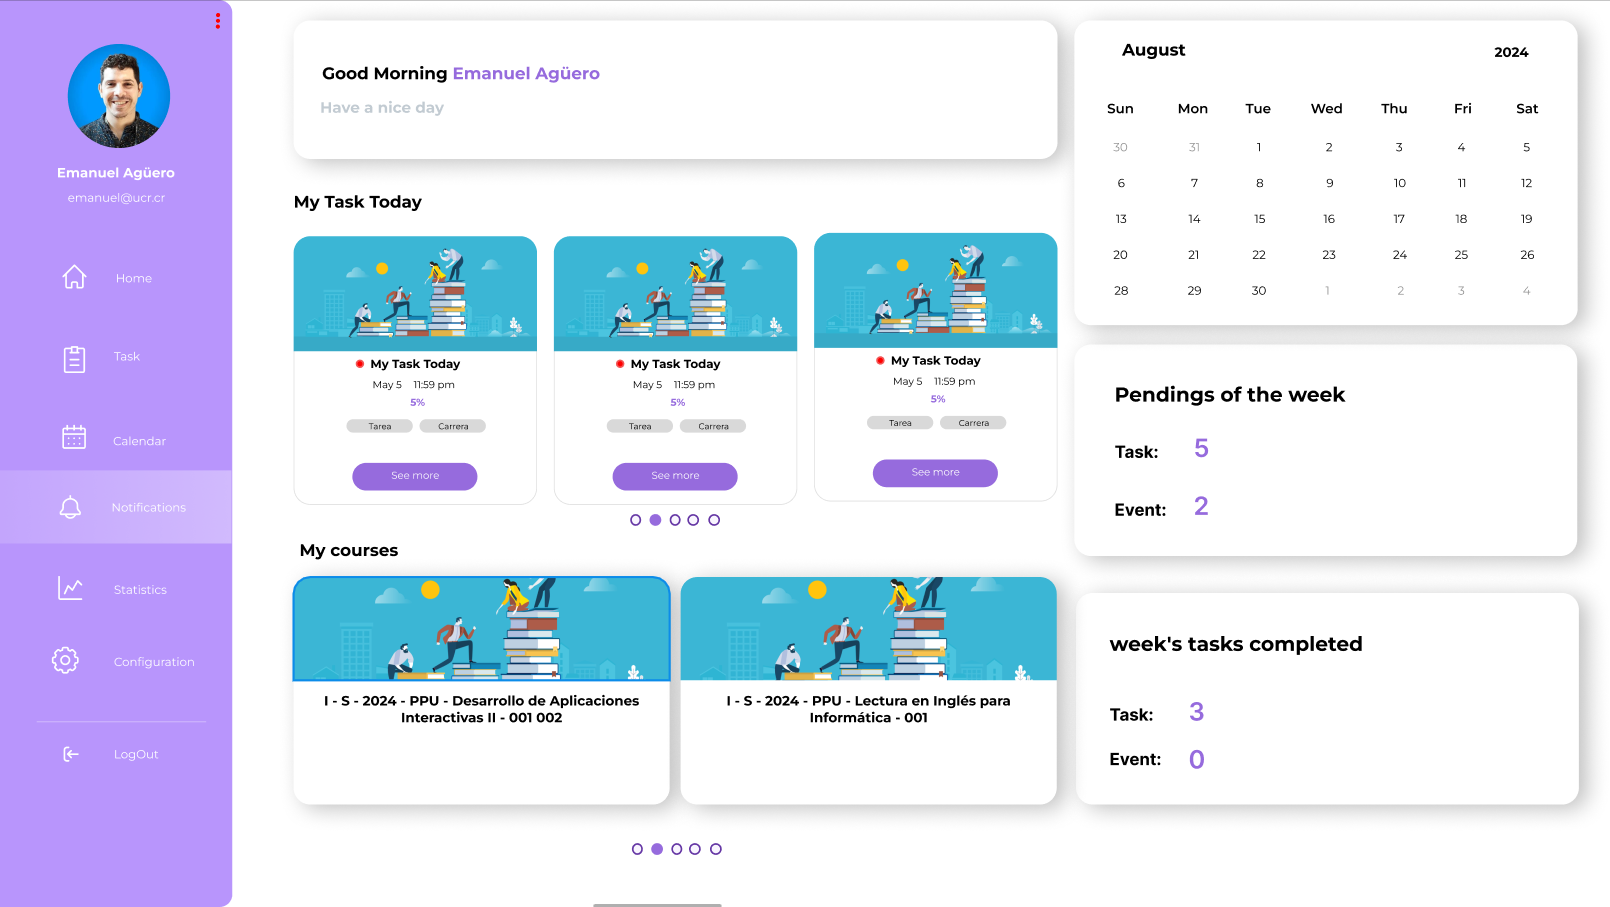 Emanuel Agüero
emanuel@ucr.cr
Home
Task
Calendar
Notifications
Statistics
Configuration
LogOut
Good Morning Emanuel Agüero
Have a nice day
My Task Today
My Task Today
May 5 11:59 pm
5%
Tarea Carrera
See more
My Task Today
May 5 11:59 pm
5%
Tarea Carrera
See more
My Task Today
May 5 11:59 pm
5%
Tarea Carrera
See more
My courses
I - S - 2024 - PPU - Desarrollo de Aplicaciones
Interactivas II - 001 002
I - S - 2024 - PPU - Lectura en Inglés para
Informática - 001
August 2024
Sun Mon Tue Wed Thu Fri Sat
30 31 1 2 3 4 5
6 7 8 9 10 11 12
13 14 15 16 17 18 19
20 21 22 23 24 25 26
28 29 30 1 2 3 4
Pendings of the week
Task: 5
Event: 2
week's tasks completed
Task: 3
Event: 0